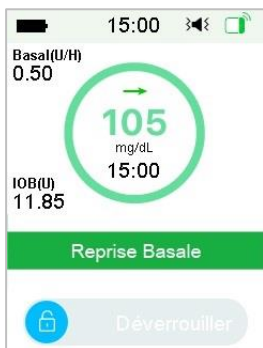 15:00
Basal(U/H)
0.50
105
mg/dL
15:00
IOB(U)
11.85
Reprise Basale
Déverrouiller